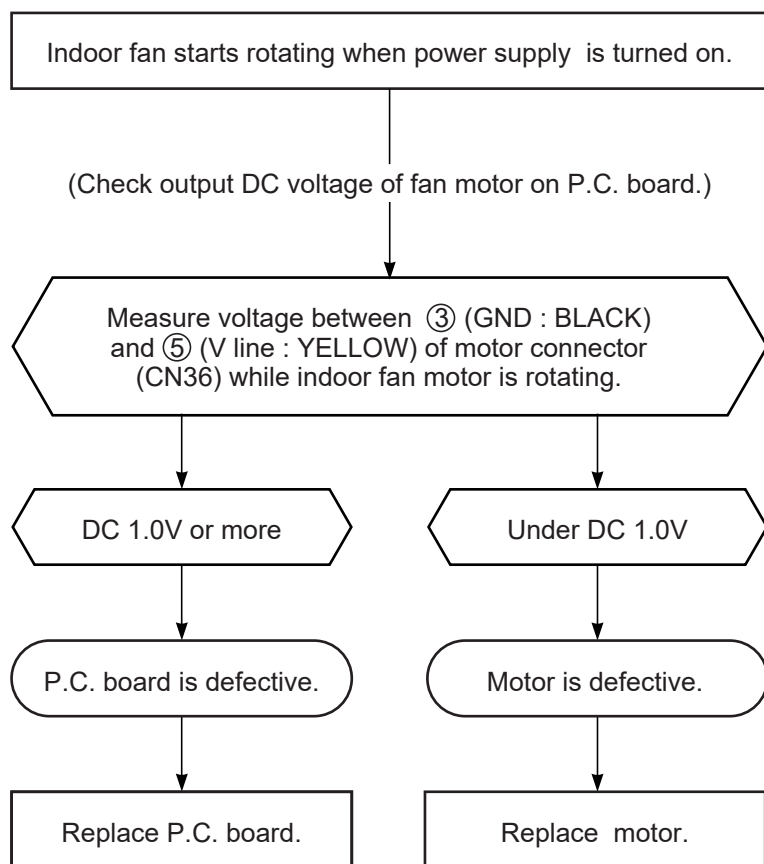 Indoor fan starts rotating when power supply is turned on.
(Check output DC voltage of fan motor on P.C. board.)
Measure voltage between ③ (GND : BLACK)
and ⑤ (V line : YELLOW) of motor connector
(CN36) while indoor fan motor is rotating.
DC 1.0V or more
Under DC 1.0V
P.C. board is defective.
Motor is defective.
Replace P.C. board.
Replace motor.